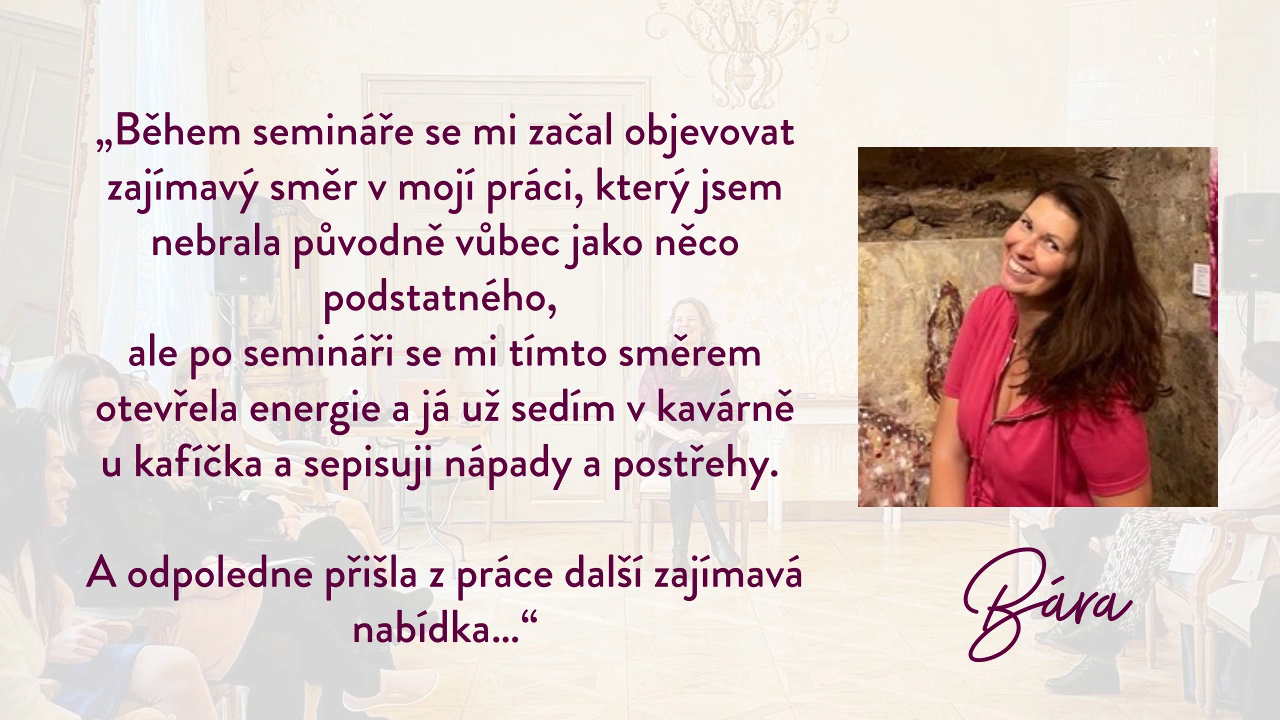 „Během semináře se mi začal objevovat
zajímavý směr v mojí práci, který jsem
nebrala původně vůbec jako něco
podstatného,
ale po semináři se mi tímto směrem
otevřela energie a já už sedím v kavárně
u kafíčka a sepisuji nápady a postřehy.
A odpoledne přišla z práce další zajímavá
nabídka...“
Bára